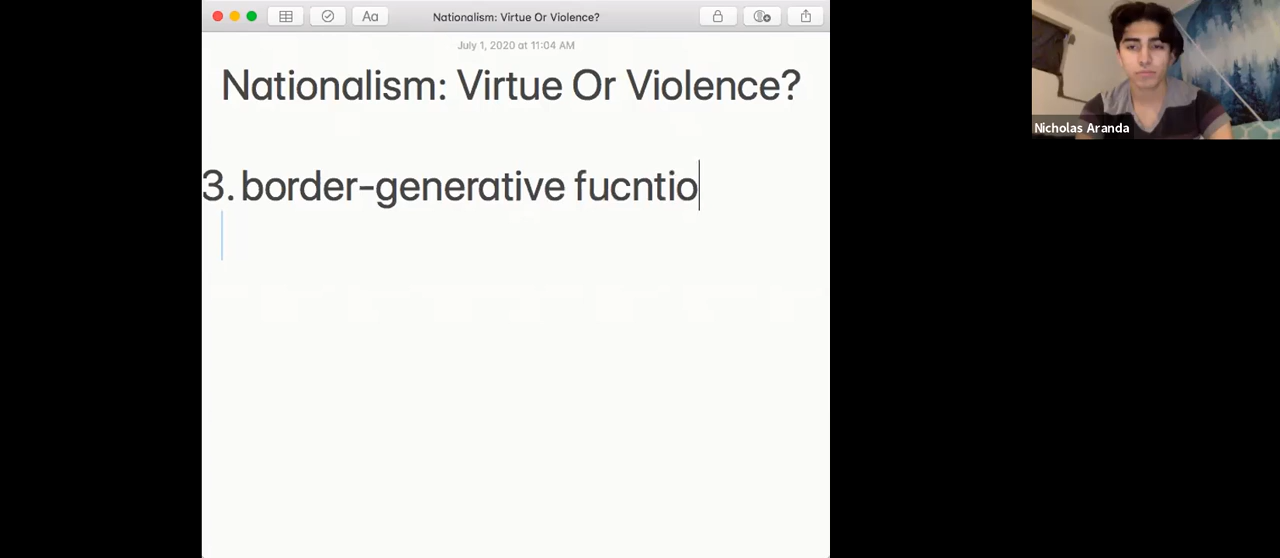 Aa
Nationalism: Virtue Or Violence?
July 1, 2020 at 11:04 AM
Nationalism: Virtue Or Violence?
3. border-generative fucntio
Nicholas Aranda